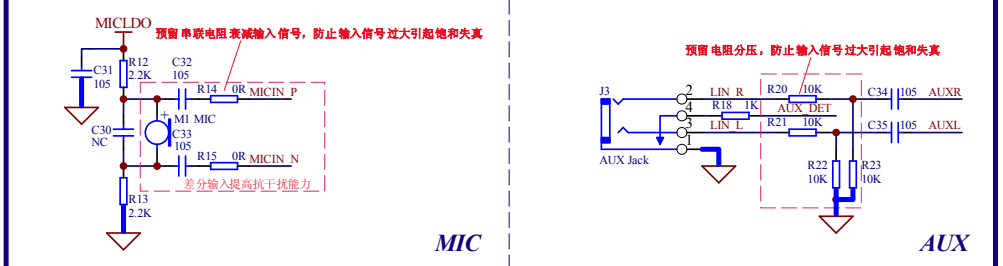 MICLDO
预留串联电阻衰减输入信号，防止输入信号过大引起饱和失真
C31
105
R12
2.2K
C32
105
R14
0R
MICIN_P
M1 MIC
C30
NC
C33
105
R15
0R
MICIN_N
差分输入提高抗干扰能力
R13
2.2K
MIC
预留电阻分压，防止输入信号过大引起饱和失真
J3
2
LIN_R
R20
10K
C34
105
AUXR
4
R18
1K
AUX_DET
3
LIN_L
R21
10K
C35
105
AUXL
1
AUX Jack
R22
10K
R23
10K
AUX